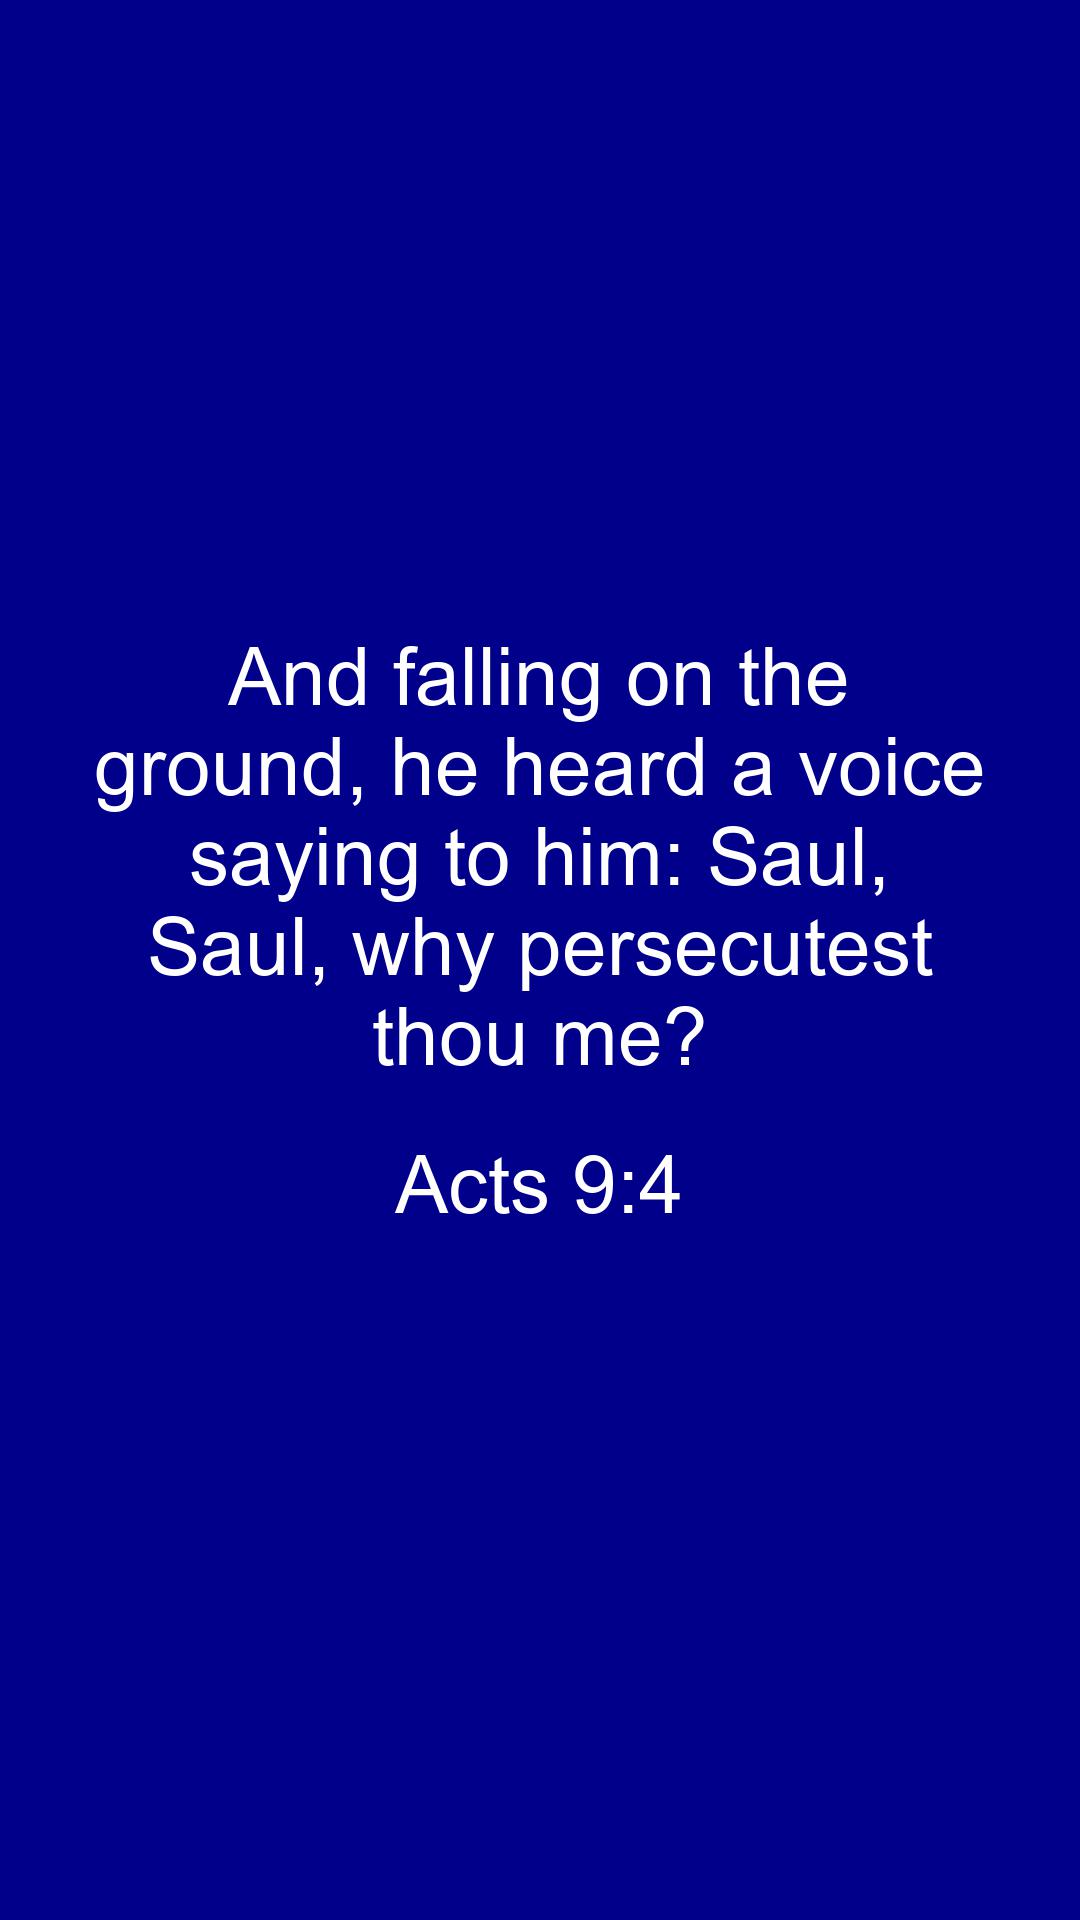 And falling on the
ground, he heard a voice
saying to him: Saul,
Saul, why persecutest
thou me?
Acts 9:4